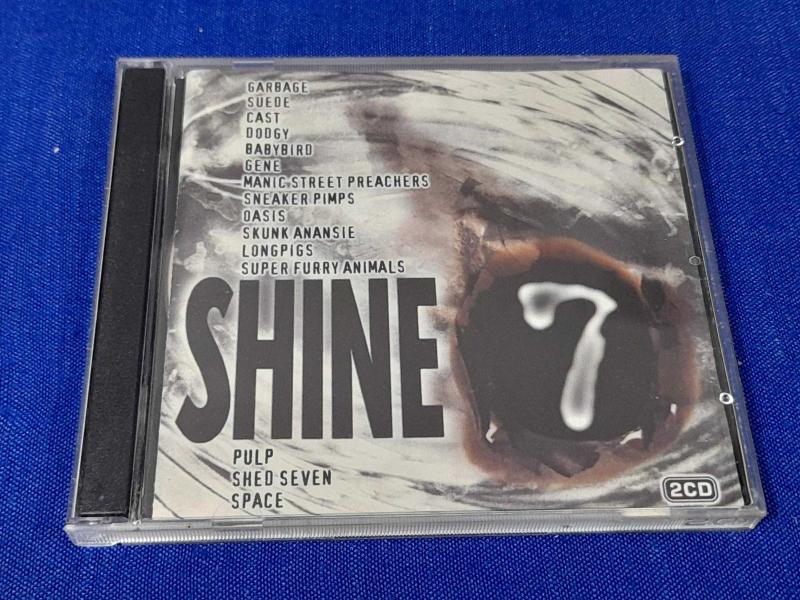 GARBAGE
SUEDE
CAST
DODGY
BABYBIRD
GENE
MANIC STREET PREACHERS
SNEAKER PIMPS
OASIS
SKUNK ANANSIE
LONGPIGS
SUPER FURRY ANIMALS
SHINE 7
PULP
SHED SEVEN
SPACE
2CD